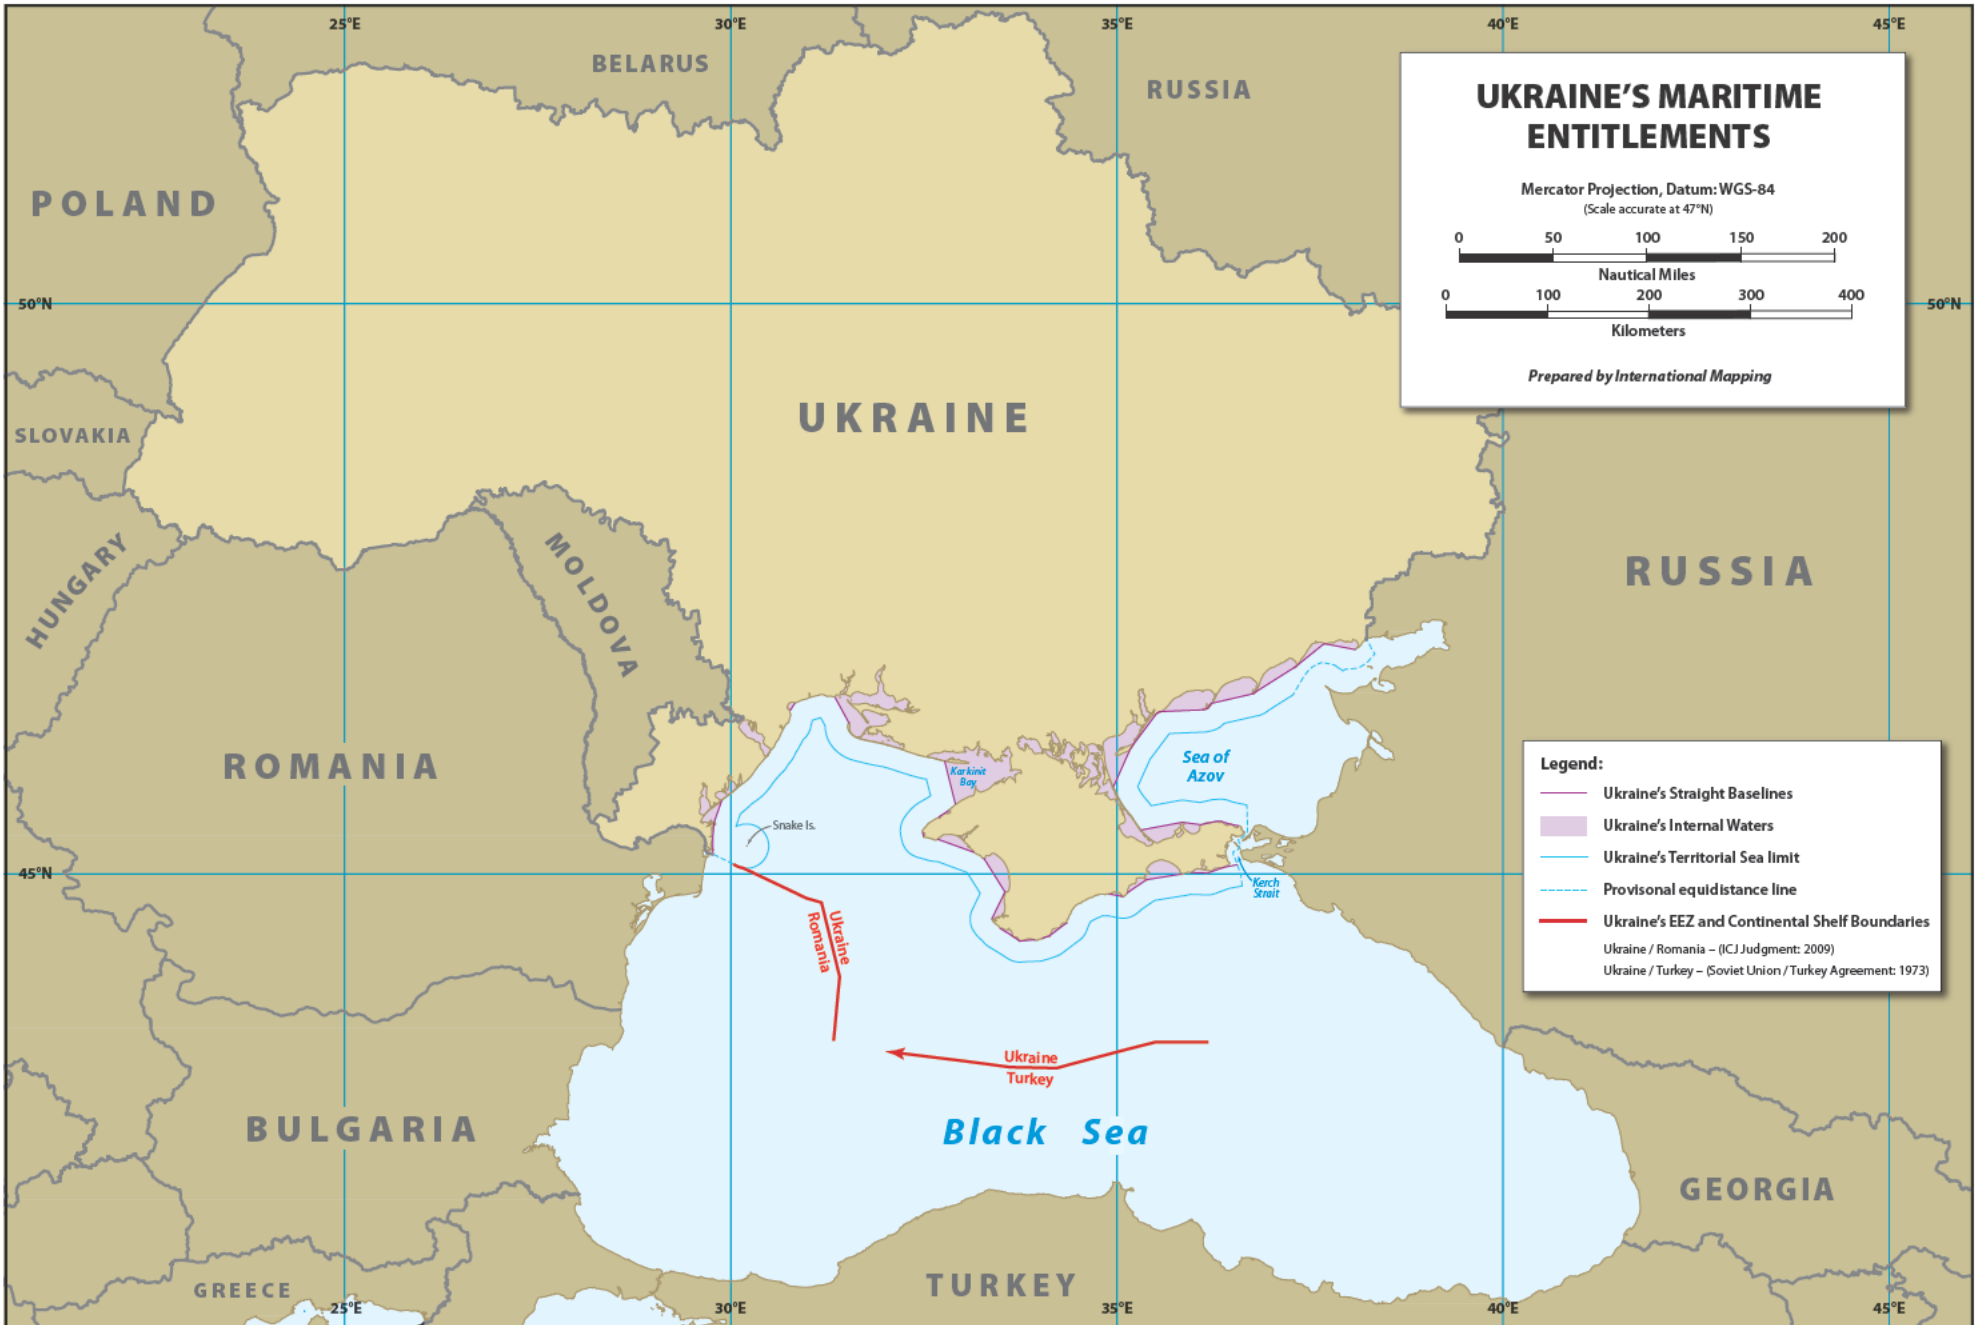 25°E
30°E
35°E
40°E
45°E
BELARUS
RUSSIA
POLAND
UKRAINE'S MARITIME
ENTITLEMENTS
Mercator Projection, Datum: WGS-84
(Scale accurate at 47°N)
0 50 100 150 200
Nautical Miles
0 100 200 300 400
Kilometers
Prepared by International Mapping
50°N
50°N
SLOVAKIA
UKRAINE
HUNGARY
MOLDOVA
RUSSIA
ROMANIA
Karkinit
Bay
Sea of
Azov
Snake Is.
Legend:
Ukraine's Straight Baselines
Ukraine's Internal Waters
Ukraine's Territorial Sea limit
Provisonal equidistance line
Ukraine's EEZ and Continental Shelf Boundaries
Ukraine / Romania – (ICJ Judgment: 2009)
Ukraine / Turkey – (Soviet Union / Turkey Agreement: 1973)
45°N
Kerch
Strait
Ukraine
Romania
Ukraine
Turkey
Black Sea
BULGARIA
GEORGIA
GREECE
TURKEY
25°E
30°E
35°E
40°E
45°E